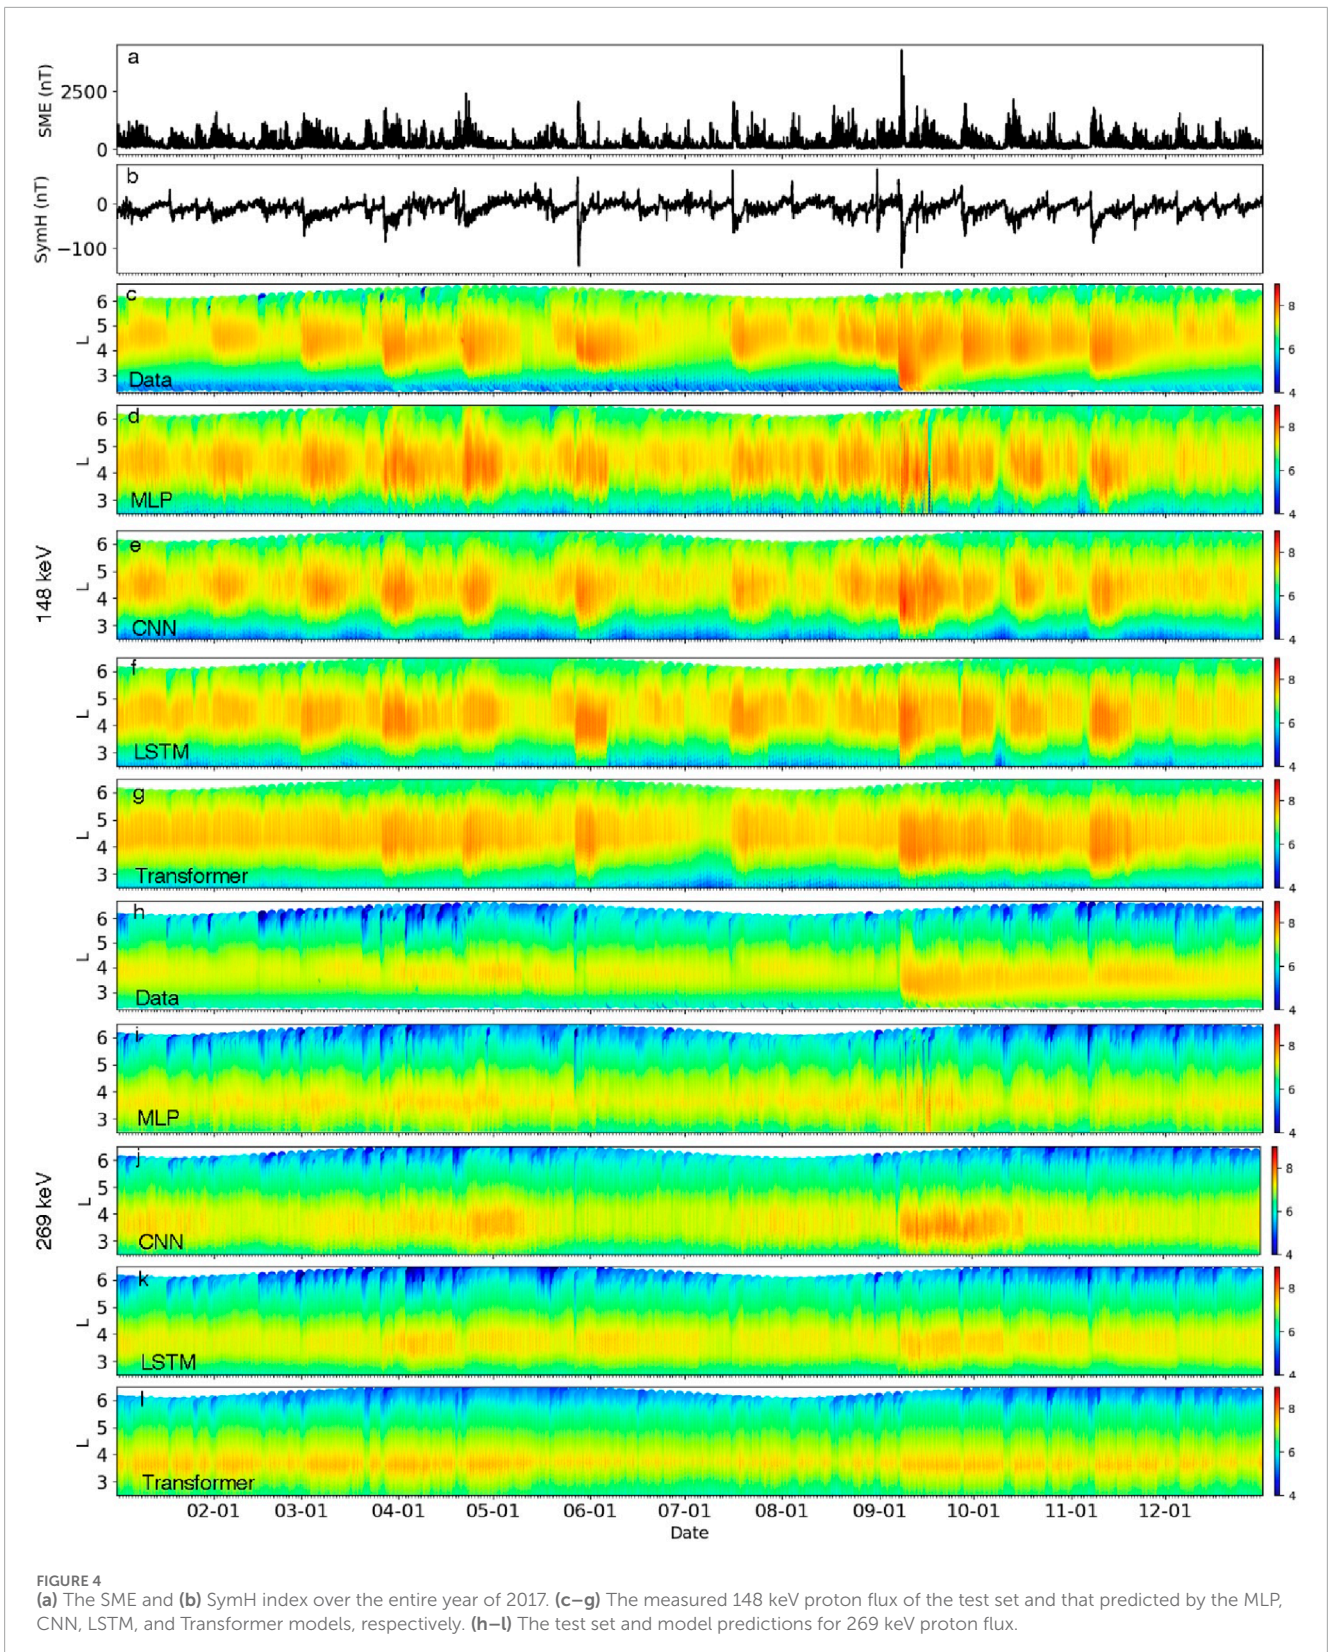 a
SME (nT)
2500
0
b
SymH (nT)
0
−100
c
L
6
5
4
3
Data
8
6
4
d
L
6
5
4
3
MLP
8
6
4
148 keV
e
L
6
5
4
3
CNN
8
6
4
f
L
6
5
4
3
LSTM
8
6
4
g
L
6
5
4
3
Transformer
8
6
4
h
L
6
5
4
3
Data
8
6
4
i
L
6
5
4
3
MLP
8
6
4
269 keV
j
L
6
5
4
3
CNN
8
6
4
k
L
6
5
4
3
LSTM
8
6
4
l
L
6
5
4
3
Transformer
8
6
4
02-01 03-01 04-01 05-01 06-01 07-01 08-01 09-01 10-01 11-01 12-01
Date
FIGURE 4
(a) The SME and (b) SymH index over the entire year of 2017. (c–g) The measured 148 keV proton flux of the test set and that predicted by the MLP,
CNN, LSTM, and Transformer models, respectively. (h–l) The test set and model predictions for 269 keV proton flux.